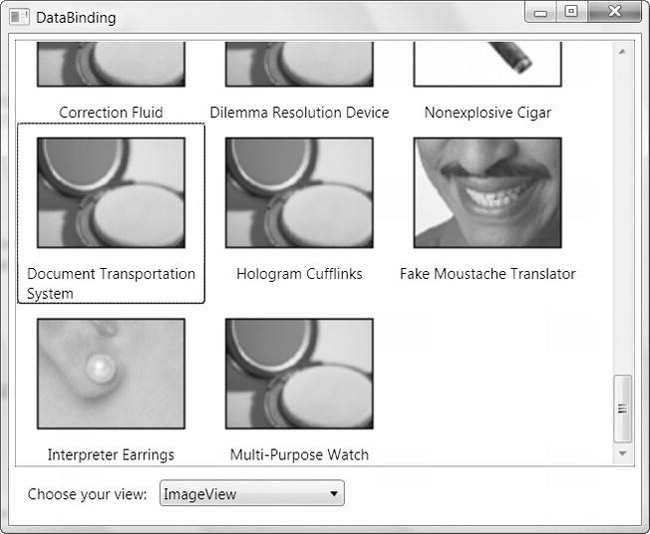 DataBinding
Correction Fluid
Dilemma Resolution Device
Nonexplosive Cigar
Document Transportation
System
Hologram Cufflinks
Fake Moustache Translator
Interpreter Earrings
Multi-Purpose Watch
Choose your view:
ImageView